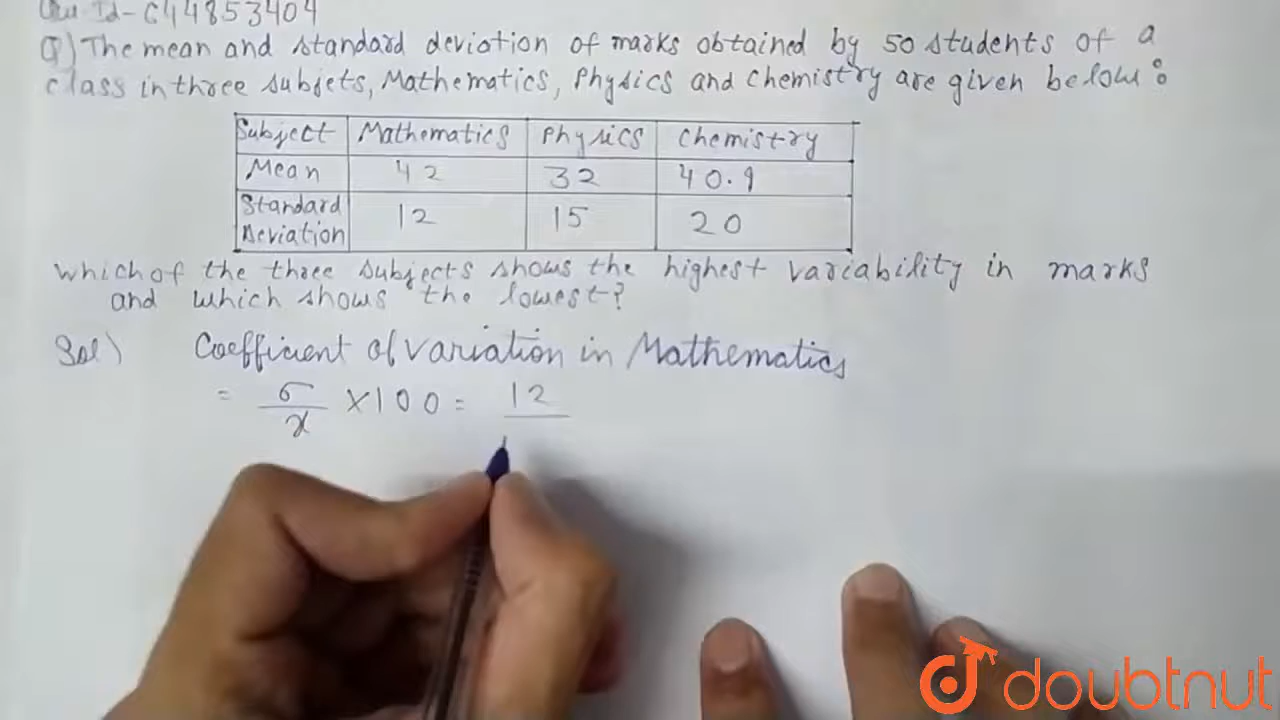 Id-C44853404
Q) The mean and standard deviation of marks obtained by 50 students of a
class in three subjets, Mathematics, Physics and Chemistry are given below :
Subject Mathematics Physics Chemistry
Mean 42 32 40.9
Standard Deviation 12 15 20
which of the three subjects shows the highest variability in marks
and which shows the lowest?
Sol) Coefficient of variation in Mathematics
= σ/x × 100 = 12
doubtnut